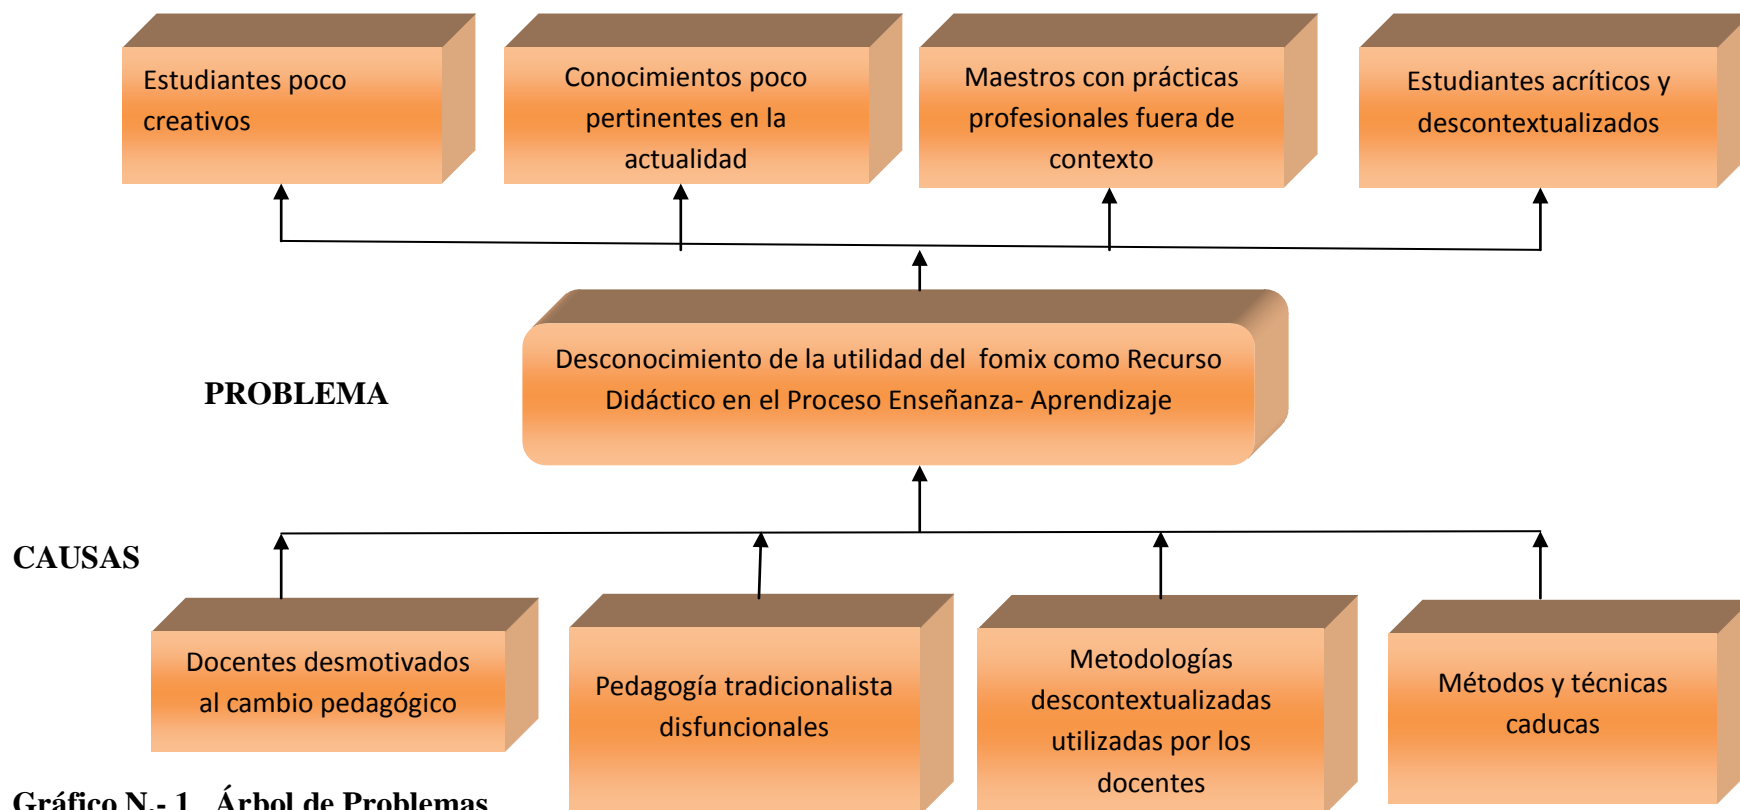 Estudiantes poco
creativos
Conocimientos poco
pertinentes en la
actualidad
Maestros con prácticas
profesionales fuera de
contexto
Estudiantes acríticos y
descontextualizados
PROBLEMA
Desconocimiento de la utilidad del  fomix como Recurso
Didáctico en el Proceso Enseñanza- Aprendizaje
CAUSAS
Docentes desmotivados
al cambio pedagógico
Pedagogía tradicionalista
disfuncionales
Metodologías
descontextualizadas
utilizadas por los
docentes
Métodos y técnicas
caducas
Gráfico N.- 1   Árbol de Problemas